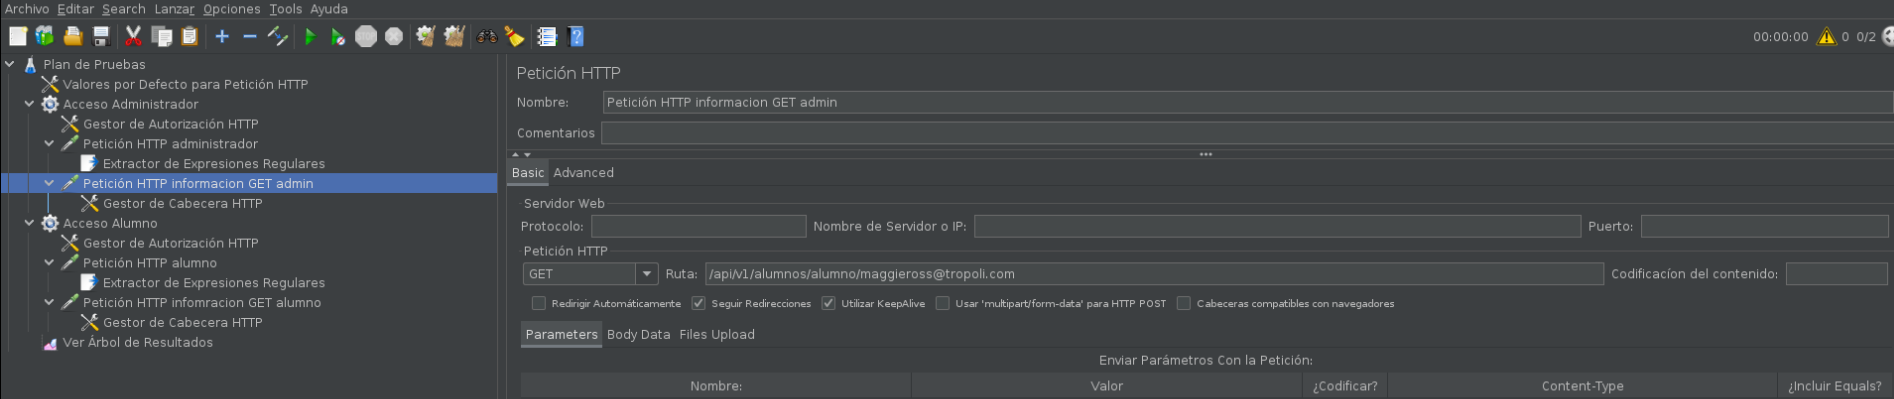 Archivo Editar Search Lanzar Opciones Tools Ayuda
00:00:00 0 0/2
Plan de Pruebas
Valores por Defecto para Petición HTTP
Acceso Administrador
Gestor de Autorización HTTP
Petición HTTP administrador
Extractor de Expresiones Regulares
Petición HTTP informacion GET admin
Gestor de Cabecera HTTP
Acceso Alumno
Gestor de Autorización HTTP
Petición HTTP alumno
Extractor de Expresiones Regulares
Petición HTTP infomracion GET alumno
Gestor de Cabecera HTTP
Ver Árbol de Resultados
Petición HTTP
Nombre: Petición HTTP informacion GET admin
Comentarios
Basic Advanced
Servidor Web
Protocolo: Nombre de Servidor o IP: Puerto:
Petición HTTP
GET Ruta: /api/v1/alumnos/alumno/maggieross@tropoli.com Codificacíon del contenido:
Redirigir Automáticamente Seguir Redirecciones Utilizar KeepAlive Usar 'multipart/form-data' para HTTP POST Cabeceras compatibles con navegadores
Parameters Body Data Files Upload
Enviar Parámetros Con la Petición:
Nombre: Valor ¿Codificar? Content-Type ¿Incluir Equals?